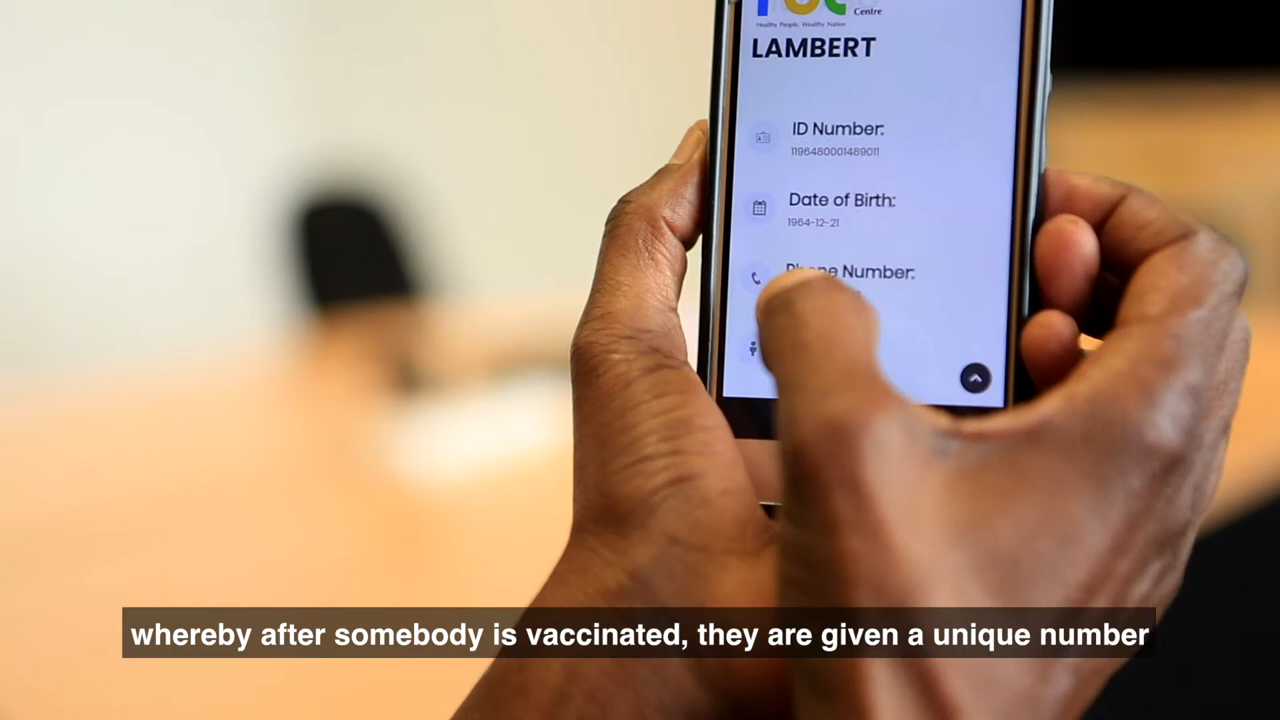 Centre
Healthy People, Wealthy Nation
LAMBERT
ID Number:
1196480001489011
Date of Birth:
1964-12-21
Phone Number:
whereby after somebody is vaccinated, they are given a unique number